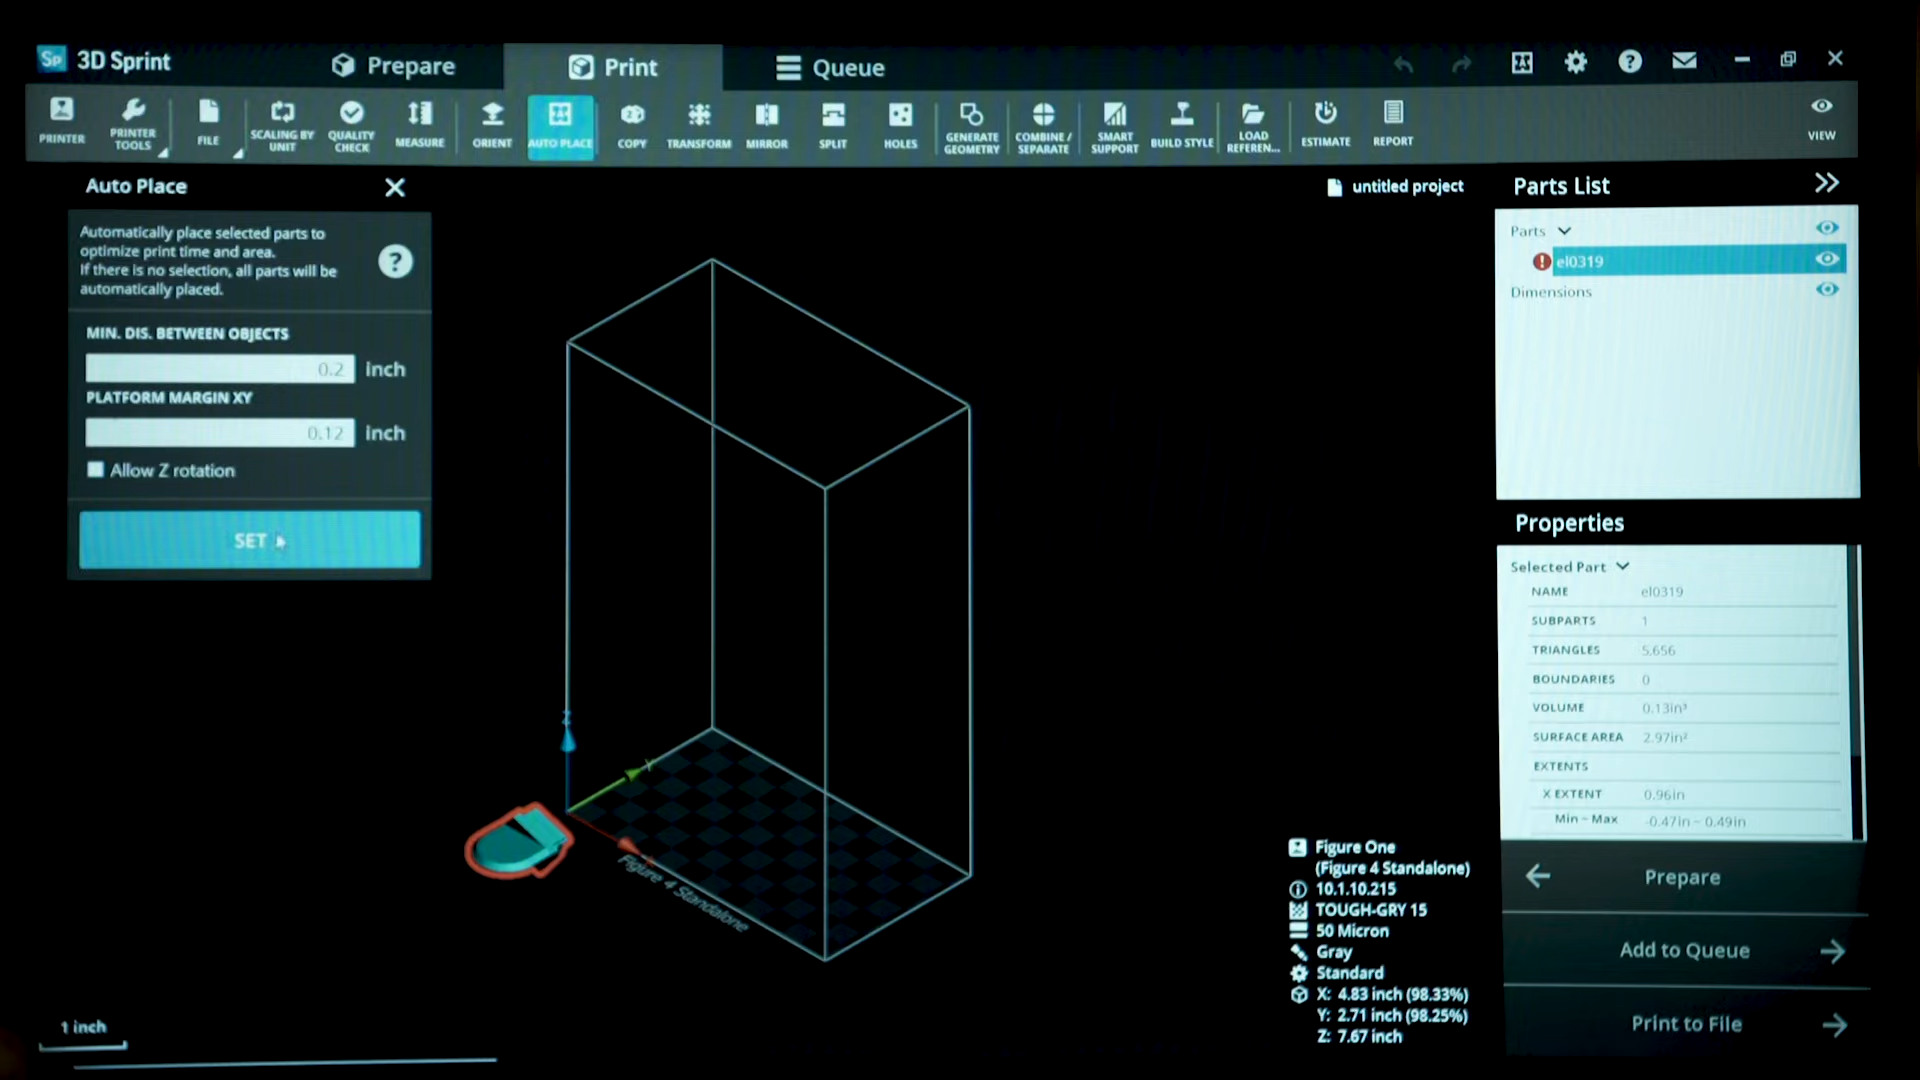 Sp 3D Sprint
Prepare
Print
Queue
PRINTER
PRINTER TOOLS
FILE
SCALING BY UNIT
QUALITY CHECK
MEASURE
ORIENT
AUTO PLACE
COPY
TRANSFORM
MIRROR
SPLIT
HOLES
GENERATE GEOMETRY
COMBINE / SEPARATE
SMART SUPPORT
BUILD STYLE
LOAD REFEREN...
ESTIMATE
REPORT
VIEW
Auto Place
Automatically place selected parts to
optimize print time and area.
If there is no selection, all parts will be
automatically placed.
MIN. DIS. BETWEEN OBJECTS
0.2 inch
PLATFORM MARGIN XY
0.12 inch
Allow Z rotation
SET
untitled project
Z
Y
Figure 4 Standalone
1 inch
Figure One
(Figure 4 Standalone)
10.1.10.215
TOUGH-GRY 15
50 Micron
Gray
Standard
X: 4.83 inch (98.33%)
Y: 2.71 inch (98.25%)
Z: 7.67 inch
Parts List
Parts
el0319
Dimensions
Properties
Selected Part
NAME el0319
SUBPARTS 1
TRIANGLES 5,656
BOUNDARIES 0
VOLUME 0.13in³
SURFACE AREA 2.97in²
EXTENTS
X EXTENT 0.96in
Min ~ Max -0.47in ~ 0.49in
Prepare
Add to Queue
Print to File